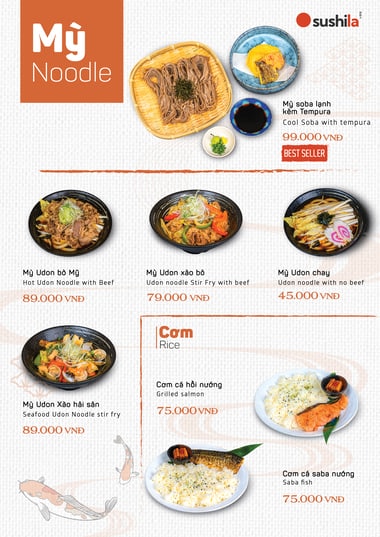 Mỳ
Noodle
sushila
Mỳ soba lạnh
kèm Tempura
Cool Soba with tempura
99.000 VNĐ
BEST SELLER
Mỳ Udon bò Mỹ
Hot Udon Noodle with Beef
89.000 VNĐ
Mỳ Udon xào bò
Udon noodle Stir Fry with beef
79.000 VNĐ
Mỳ Udon chay
Udon noodle with no beef
45.000 VNĐ
Mỳ Udon Xào hải sản
Seafood Udon Noodle stir fry
89.000 VNĐ
Cơm
Rice
Cơm cá hồi nướng
Grilled salmon
75.000 VNĐ
Cơm cá saba nướng
Saba fish
75.000 VNĐ